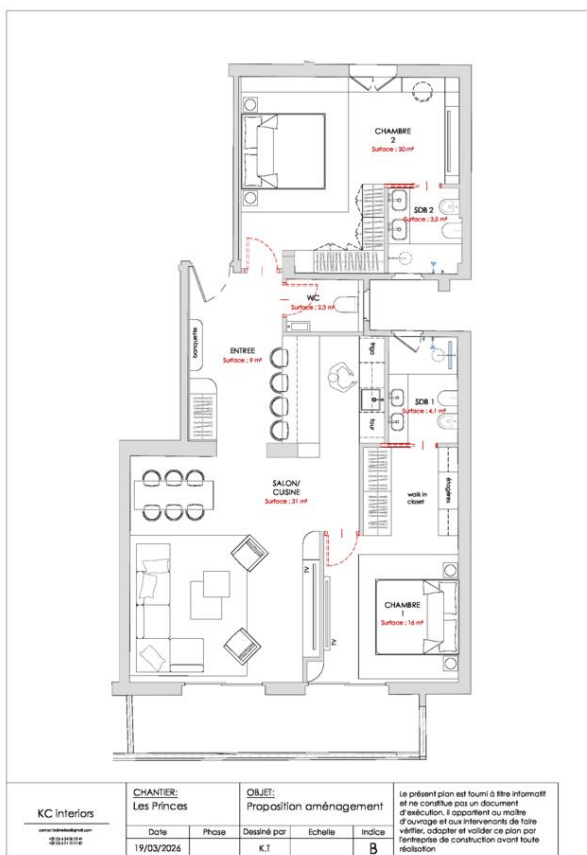 CHAMBRE
2
Surface : 20 m²
SDB 2
Surface : 3,5 m²
WC
Surface : 2,3 m²
banquette
ENTREE
Surface : 9 m²
frigo
four
SDB 1
Surface : 4,1 m²
SALON/
CUISINE
Surface : 31 m²
walk in
closet
étagères
TV
TV
CHAMBRE
1
Surface : 16 m²
KC interiors
CHANTIER:
Les Princes
OBJET:
Proposition aménagement
Date
Phase
Dessiné par
Echelle
Indice
19/03/2026
K.T
B
Le présent plan est fourni à titre informatif
et ne constitue pas un document
d'exécution. Il appartient au maître
d'ouvrage et aux intervenants de faire
vérifier, adapter et valider ce plan par
l'entreprise de construction avant toute
réalisation